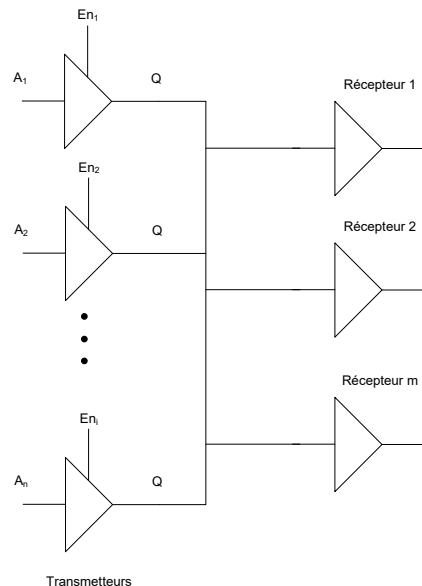 En₁
A₁
Q
Récepteur 1
En₂
A₂
Q
Récepteur 2
Récepteur m
Enᵢ
Aₙ
Q
Transmetteurs